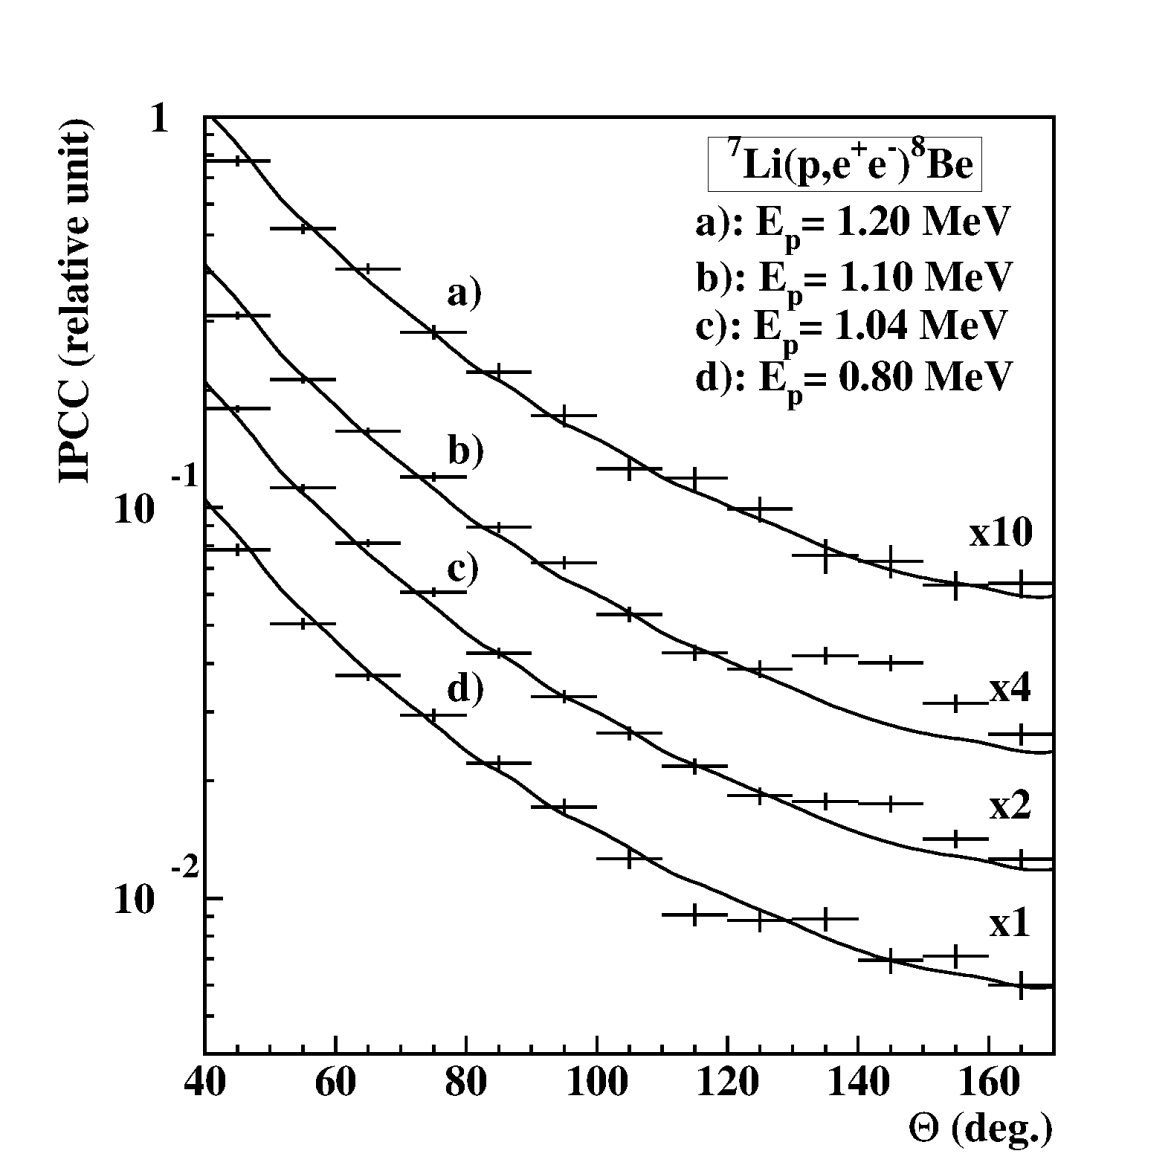 ⁷Li(p,e⁺e⁻)⁸Be
a): Eₚ= 1.20 MeV
b): Eₚ= 1.10 MeV
c): Eₚ= 1.04 MeV
d): Eₚ= 0.80 MeV
IPCC (relative unit)
1
10⁻¹
10⁻²
a)
b)
c)
d)
x10
x4
x2
x1
40 60 80 100 120 140 160
Θ (deg.)